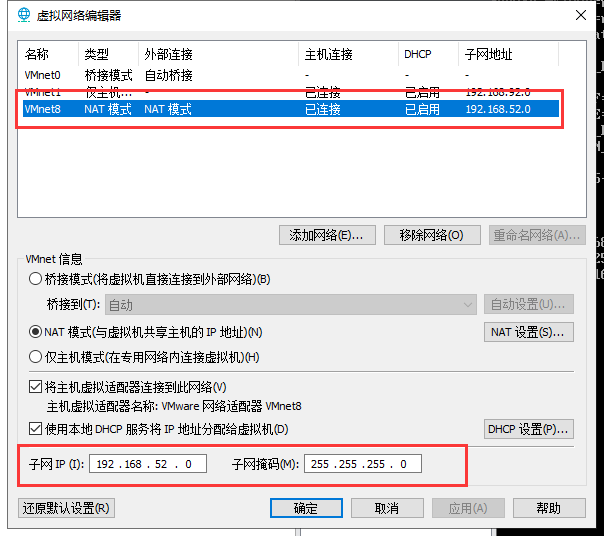 虚拟网络编辑器
名称 类型 外部连接 主机连接 DHCP 子网地址
VMnet0 桥接模式 自动桥接 - - -
VMnet1 仅主机... - 已连接 已启用 192.168.92.0
VMnet8 NAT 模式 NAT 模式 已连接 已启用 192.168.52.0
添加网络(E)... 移除网络(O) 重命名网络(A)...
VMnet 信息
桥接模式(将虚拟机直接连接到外部网络)(B)
桥接到(T): 自动 自动设置(U)...
NAT 模式(与虚拟机共享主机的 IP 地址)(N) NAT 设置(S)...
仅主机模式(在专用网络内连接虚拟机)(H)
将主机虚拟适配器连接到此网络(V)
主机虚拟适配器名称: VMware 网络适配器 VMnet8
使用本地 DHCP 服务将 IP 地址分配给虚拟机(D) DHCP 设置(P)...
子网 IP (I): 192 . 168 . 52 . 0 子网掩码(M): 255 . 255 . 255 . 0
还原默认设置(R) 确定 取消 应用(A) 帮助